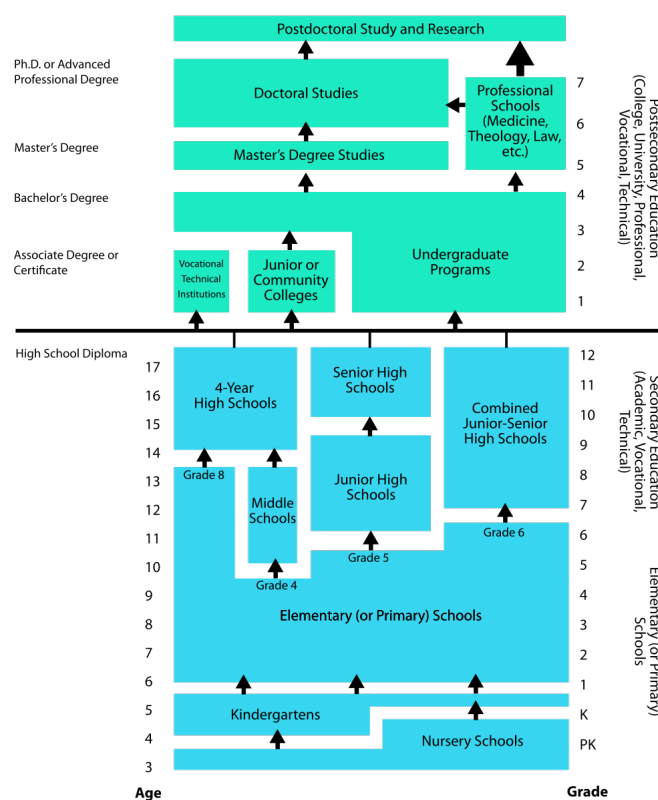 Postdoctoral Study and Research
Ph.D. or Advanced
Professional Degree
Doctoral Studies
Professional
Schools
(Medicine,
Theology, Law,
etc.)
7
6
5
Master's Degree
Master's Degree Studies
Bachelor's Degree
4
3
2
1
Associate Degree or
Certificate
Vocational
Technical
Institutions
Junior or
Community
Colleges
Undergraduate
Programs
Postsecondary Education
(College, University, Professional,
Vocational, Technical)
High School Diploma
17
16
15
14
13
12
11
10
9
8
7
6
5
4
3
4-Year
High Schools
Senior High
Schools
Combined
Junior-Senior
High Schools
Grade 8
Middle
Schools
Junior High
Schools
Grade 4
Grade 5
Grade 6
Elementary (or Primary) Schools
Kindergartens
Nursery Schools
12
11
10
9
8
7
6
5
4
3
2
1
K
PK
Secondary Education
(Academic, Vocational,
Technical)
Elementary (or Primary)
Schools
Age
Grade